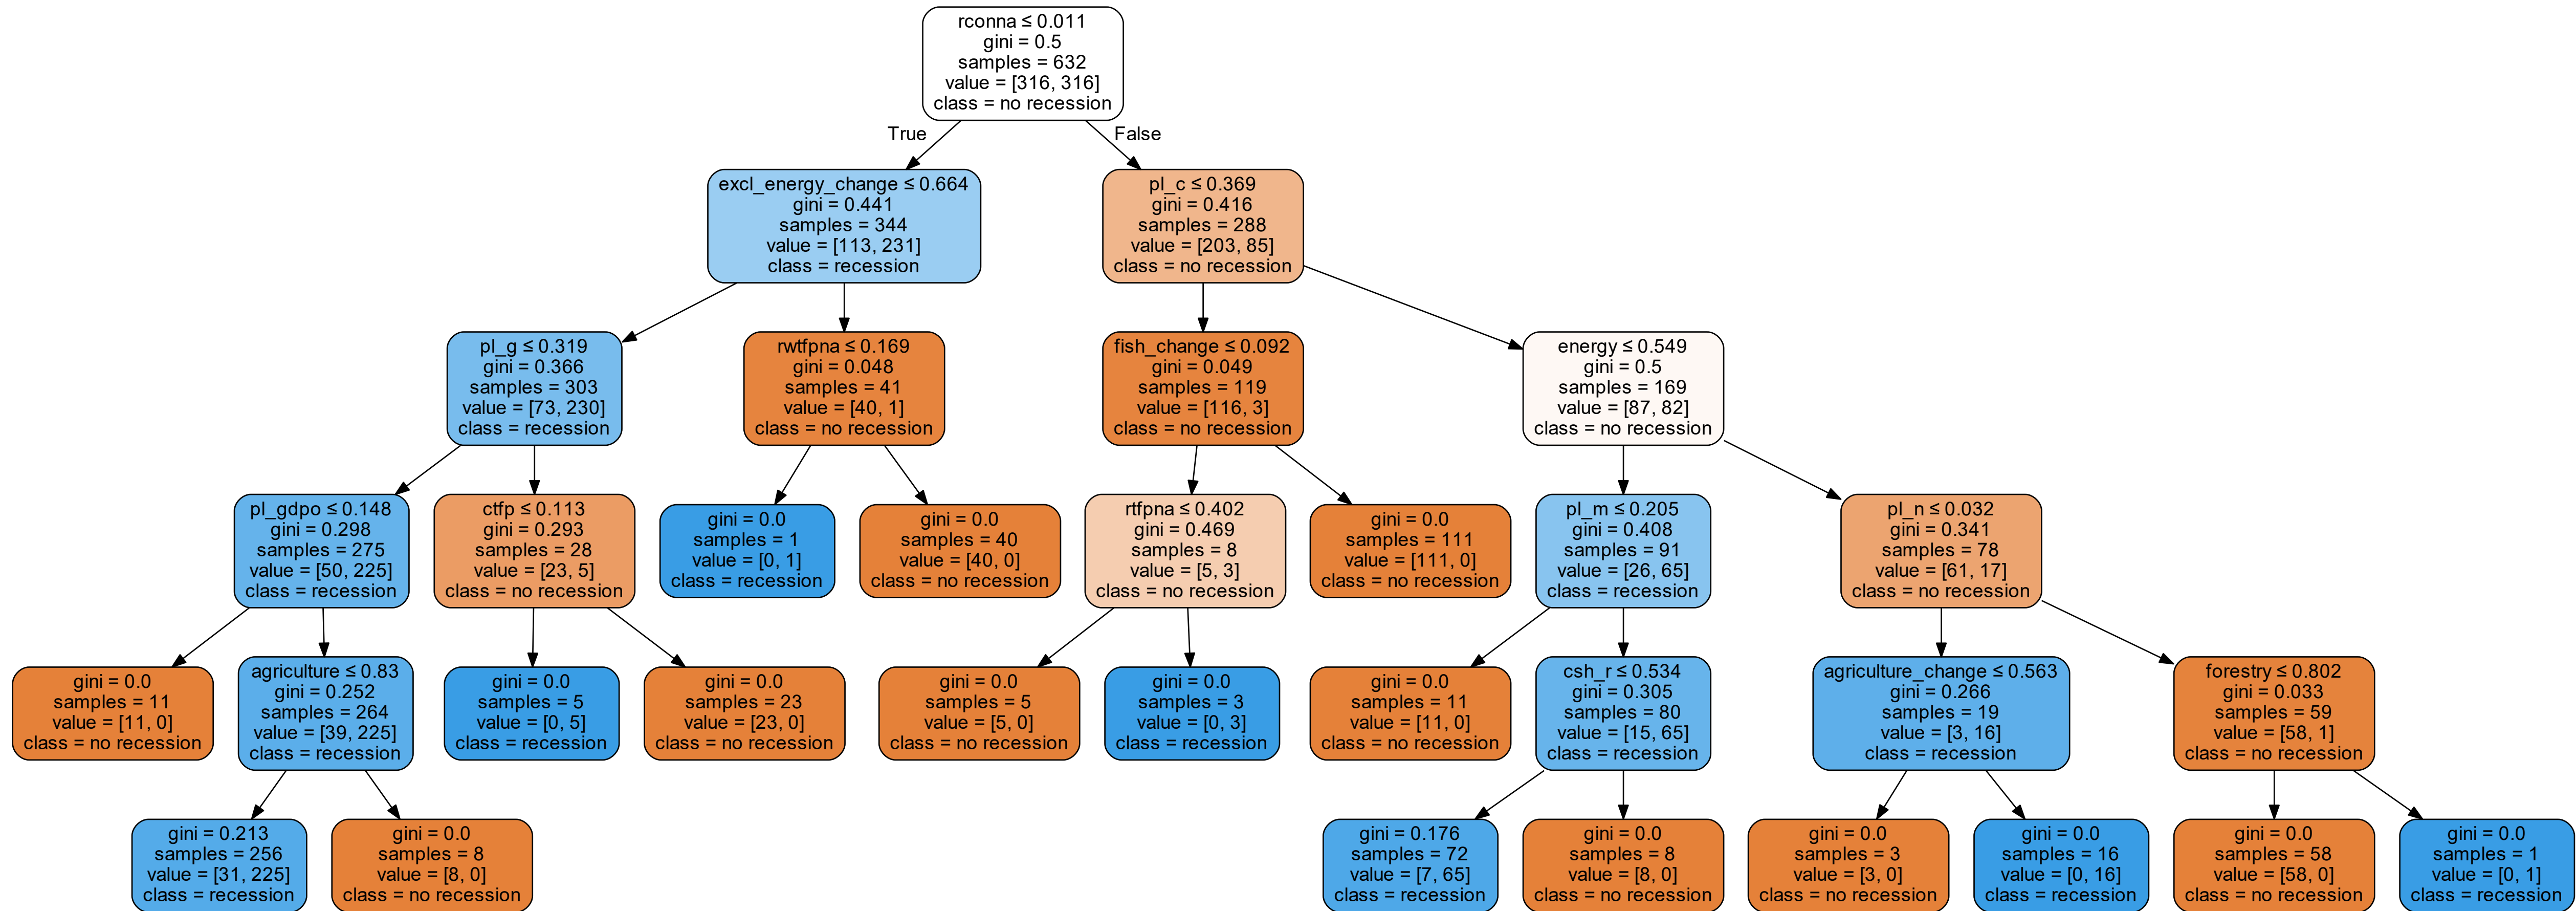 rconna ≤ 0.011
gini = 0.5
samples = 632
value = [316, 316]
class = no recession
True
False
excl_energy_change ≤ 0.664
gini = 0.441
samples = 344
value = [113, 231]
class = recession
pl_c ≤ 0.369
gini = 0.416
samples = 288
value = [203, 85]
class = no recession
pl_g ≤ 0.319
gini = 0.366
samples = 303
value = [73, 230]
class = recession
rwtfpna ≤ 0.169
gini = 0.048
samples = 41
value = [40, 1]
class = no recession
fish_change ≤ 0.092
gini = 0.049
samples = 119
value = [116, 3]
class = no recession
energy ≤ 0.549
gini = 0.5
samples = 169
value = [87, 82]
class = no recession
pl_gdpo ≤ 0.148
gini = 0.298
samples = 275
value = [50, 225]
class = recession
ctfp ≤ 0.113
gini = 0.293
samples = 28
value = [23, 5]
class = no recession
gini = 0.0
samples = 1
value = [0, 1]
class = recession
gini = 0.0
samples = 40
value = [40, 0]
class = no recession
rtfpna ≤ 0.402
gini = 0.469
samples = 8
value = [5, 3]
class = no recession
gini = 0.0
samples = 111
value = [111, 0]
class = no recession
pl_m ≤ 0.205
gini = 0.408
samples = 91
value = [26, 65]
class = recession
pl_n ≤ 0.032
gini = 0.341
samples = 78
value = [61, 17]
class = no recession
gini = 0.0
samples = 11
value = [11, 0]
class = no recession
agriculture ≤ 0.83
gini = 0.252
samples = 264
value = [39, 225]
class = recession
gini = 0.0
samples = 5
value = [0, 5]
class = recession
gini = 0.0
samples = 23
value = [23, 0]
class = no recession
gini = 0.0
samples = 5
value = [5, 0]
class = no recession
gini = 0.0
samples = 3
value = [0, 3]
class = recession
gini = 0.0
samples = 11
value = [11, 0]
class = no recession
csh_r ≤ 0.534
gini = 0.305
samples = 80
value = [15, 65]
class = recession
agriculture_change ≤ 0.563
gini = 0.266
samples = 19
value = [3, 16]
class = recession
forestry ≤ 0.802
gini = 0.033
samples = 59
value = [58, 1]
class = no recession
gini = 0.213
samples = 256
value = [31, 225]
class = recession
gini = 0.0
samples = 8
value = [8, 0]
class = no recession
gini = 0.176
samples = 72
value = [7, 65]
class = recession
gini = 0.0
samples = 8
value = [8, 0]
class = no recession
gini = 0.0
samples = 3
value = [3, 0]
class = no recession
gini = 0.0
samples = 16
value = [0, 16]
class = recession
gini = 0.0
samples = 58
value = [58, 0]
class = no recession
gini = 0.0
samples = 1
value = [0, 1]
class = recession